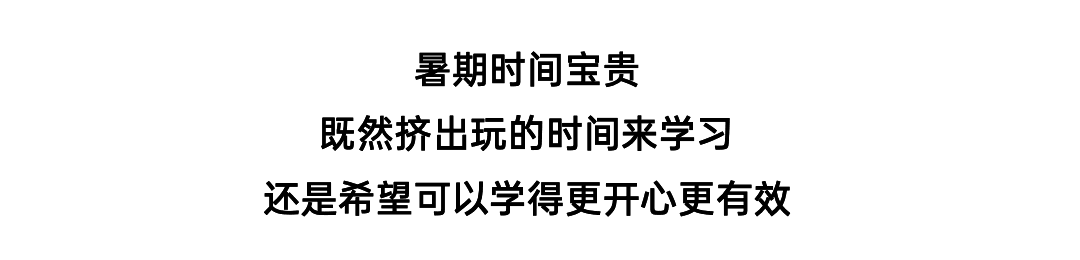 暑期时间宝贵
既然挤出玩的时间来学习
还是希望可以学得更开心更有效